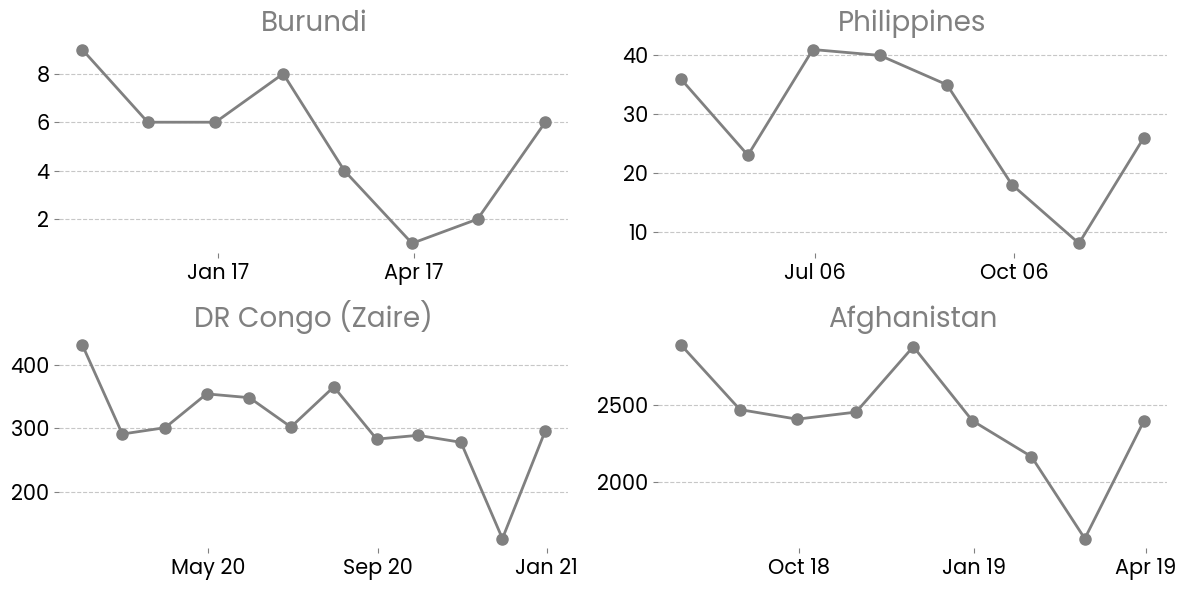 Burundi
8
6
4
2
Jan 17 Apr 17
Philippines
40
30
20
10
Jul 06 Oct 06
DR Congo (Zaire)
400
300
200
May 20 Sep 20 Jan 21
Afghanistan
2500
2000
Oct 18 Jan 19 Apr 19